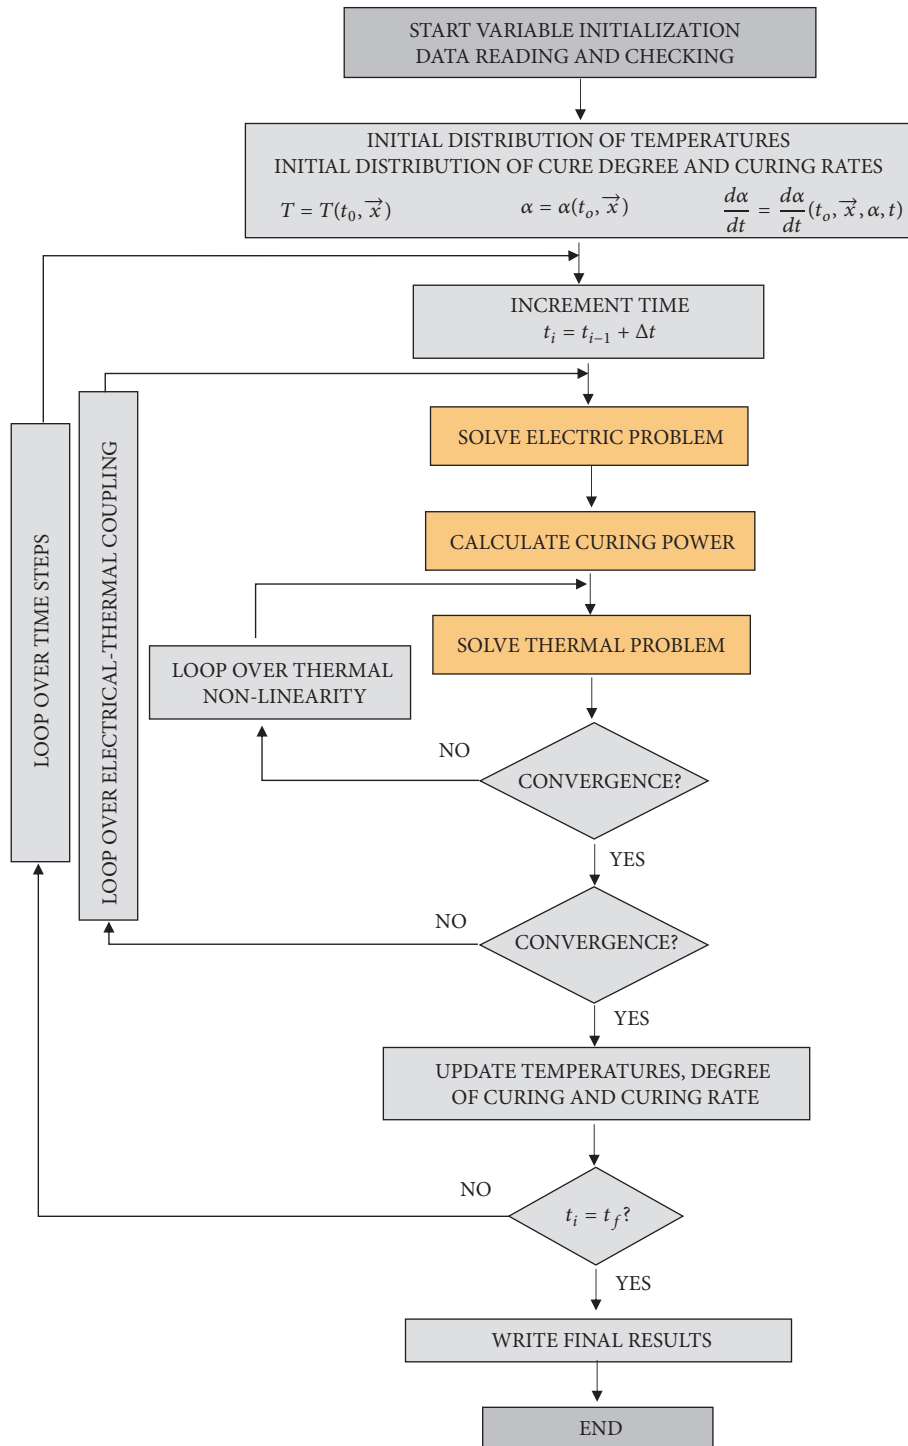 START VARIABLE INITIALIZATION
DATA READING AND CHECKING
INITIAL DISTRIBUTION OF TEMPERATURES
INITIAL DISTRIBUTION OF CURE DEGREE AND CURING RATES
T = T(t₀, x⃗)    α = α(tₒ, x⃗)    dα/dt = dα/dt (tₒ, x⃗, α, t)
INCREMENT TIME
tᵢ = tᵢ₋₁ + Δt
SOLVE ELECTRIC PROBLEM
CALCULATE CURING POWER
SOLVE THERMAL PROBLEM
LOOP OVER TIME STEPS
LOOP OVER ELECTRICAL-THERMAL COUPLING
LOOP OVER THERMAL
NON-LINEARITY
NO
CONVERGENCE?
YES
NO
CONVERGENCE?
YES
UPDATE TEMPERATURES, DEGREE
OF CURING AND CURING RATE
NO
t_i = t_f?
YES
WRITE FINAL RESULTS
END